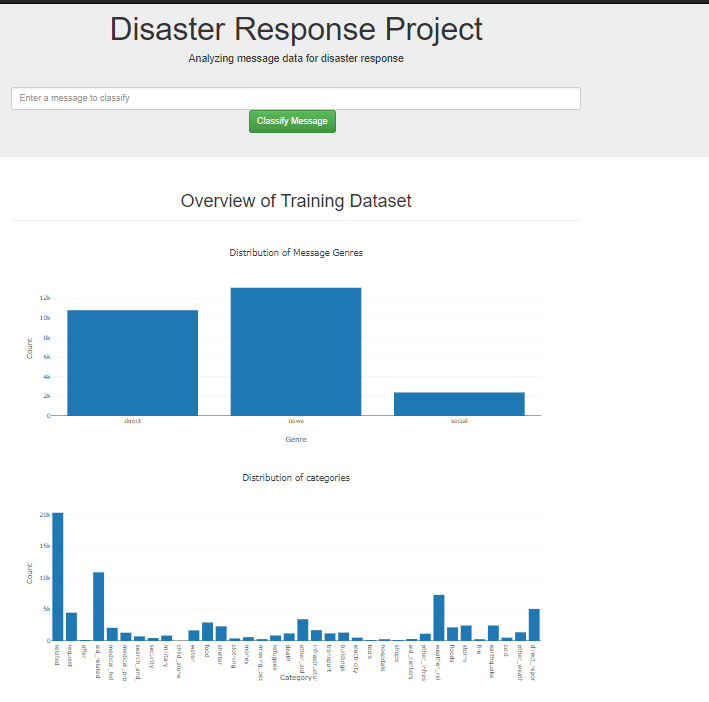 Disaster Response Project
Analyzing message data for disaster response
Enter a message to classify
Classify Message
Overview of Training Dataset
Distribution of Message Genres
12k
10k
8k
6k
4k
2k
0
Count
direct
news
social
Genre
Distribution of categories
20k
15k
10k
5k
0
Count
related
request
offer
aid_related
medical_hel
medical_pro
search_and_
security
military
child_alone
water
food
shelter
clothing
money
missing_peo
refugees
death
other_aid
infrastructu
transport
buildings
electricity
tools
hospitals
shops
aid_centers
other_infras
weather_rel
floods
storm
fire
earthquake
cold
other_weath
direct_repo
Category